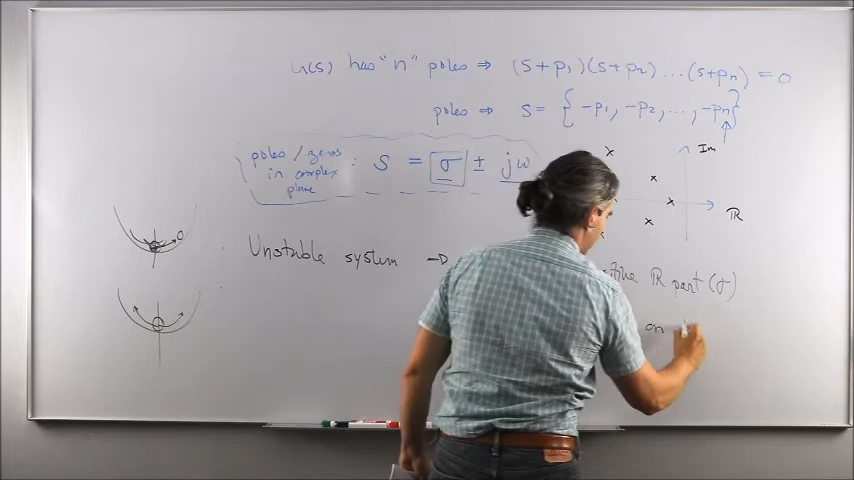 has "n" poles ⇒ (s+p₁)(s+p₂) ...(s+pₙ) = 0
poles ⇒ s = { -p₁, -p₂, ..., -pₙ}
poles / zeros
in complex
plane
: s = σ ± jω
Im
ℝ
Unstable system →
ℝ part (σ)
on